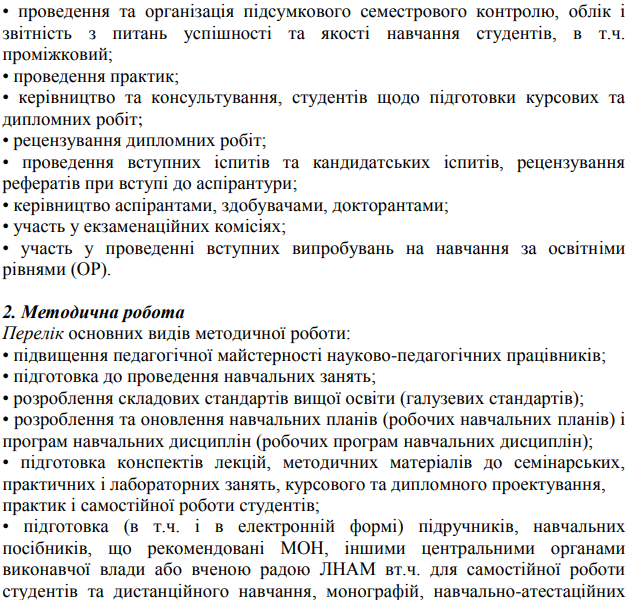 • проведення та організація підсумкового семестрового контролю, облік і
звітність з питань успішності та якості навчання студентів, в т.ч.
проміжковий;
• проведення практик;
• керівництво та консультування, студентів щодо підготовки курсових та
дипломних робіт;
• рецензування дипломних робіт;
• проведення вступних іспитів та кандидатських іспитів, рецензування
рефератів при вступі до аспірантури;
• керівництво аспірантами, здобувачами, докторантами;
• участь у екзаменаційних комісіях;
• участь у проведенні вступних випробувань на навчання за освітніми
рівнями (ОР).
2. Методична робота
Перелік основних видів методичної роботи:
• підвищення педагогічної майстерності науково-педагогічних працівників;
• підготовка до проведення навчальних занять;
• розроблення складових стандартів вищої освіти (галузевих стандартів);
• розроблення та оновлення навчальних планів (робочих навчальних планів) і
програм навчальних дисциплін (робочих програм навчальних дисциплін);
• підготовка конспектів лекцій, методичних матеріалів до семінарських,
практичних і лабораторних занять, курсового та дипломного проектування,
практик і самостійної роботи студентів;
• підготовка (в т.ч. і в електронній формі) підручників, навчальних
посібників, що рекомендовані МОН, іншими центральними органами
виконавчої влади або вченою радою ЛНАМ вт.ч. для самостійної роботи
студентів та дистанційного навчання, монографій, навчально-атестаційних